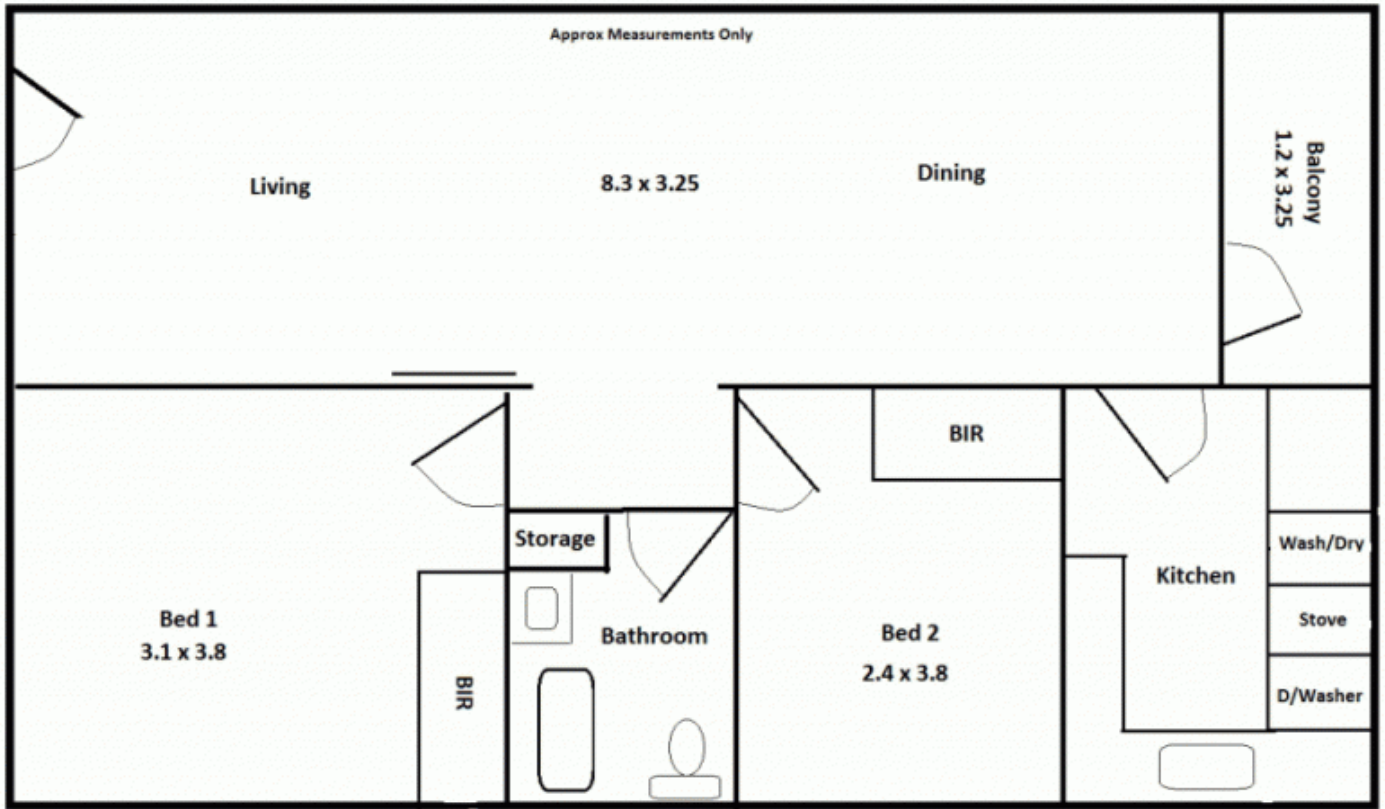 Approx Measurements Only
Living
8.3 x 3.25
Dining
Balcony
1.2 x 3.25
BIR
Storage
Wash/Dry
Kitchen
Stove
Bed 1
3.1 x 3.8
Bathroom
Bed 2
2.4 x 3.8
BIR
D/Washer